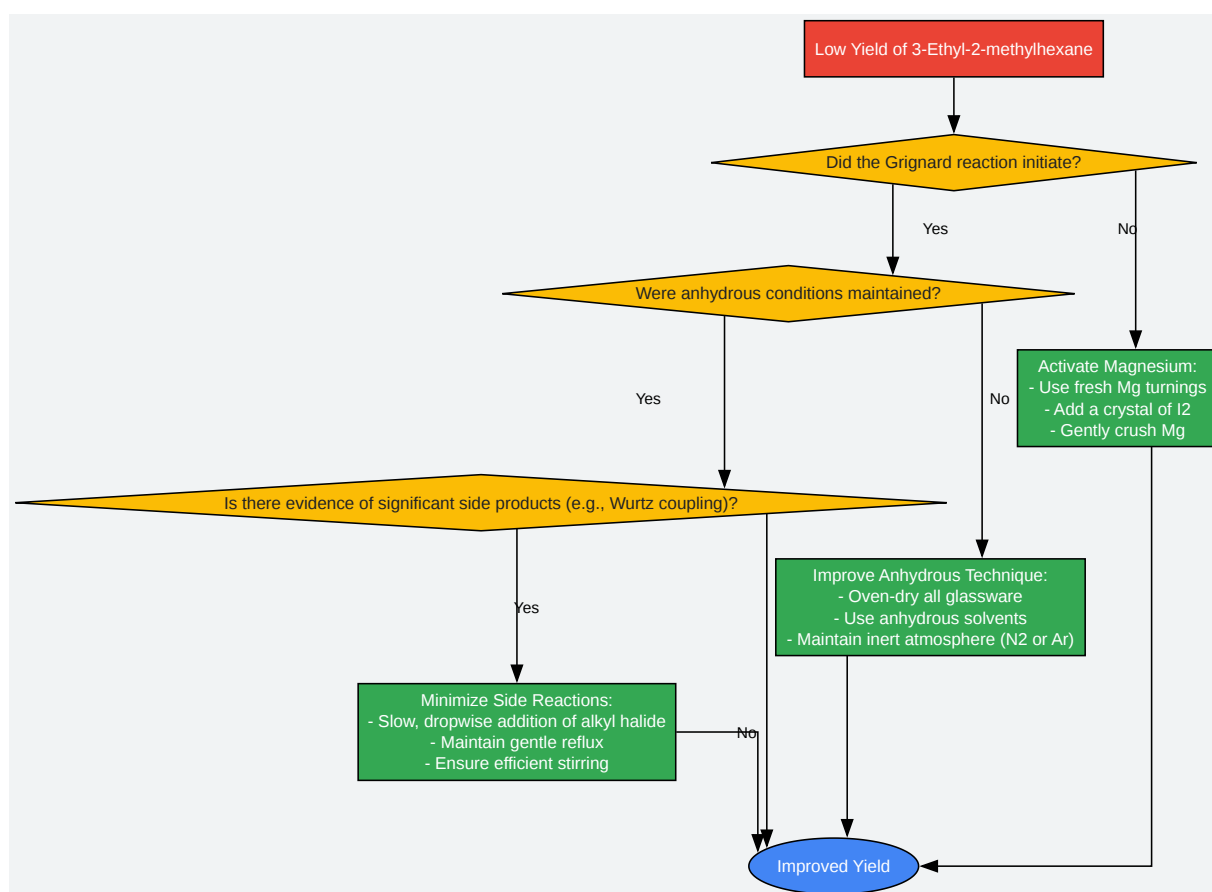 Low Yield of 3-Ethyl-2-methylhexane
Did the Grignard reaction initiate?
Yes
No
Were anhydrous conditions maintained?
Activate Magnesium:
- Use fresh Mg turnings
- Add a crystal of I2
- Gently crush Mg
Yes
No
Is there evidence of significant side products (e.g., Wurtz coupling)?
Improve Anhydrous Technique:
- Oven-dry all glassware
- Use anhydrous solvents
- Maintain inert atmosphere (N2 or Ar)
Yes
Minimize Side Reactions:
- Slow, dropwise addition of alkyl halide
- Maintain gentle reflux
- Ensure efficient stirring
No
Improved Yield